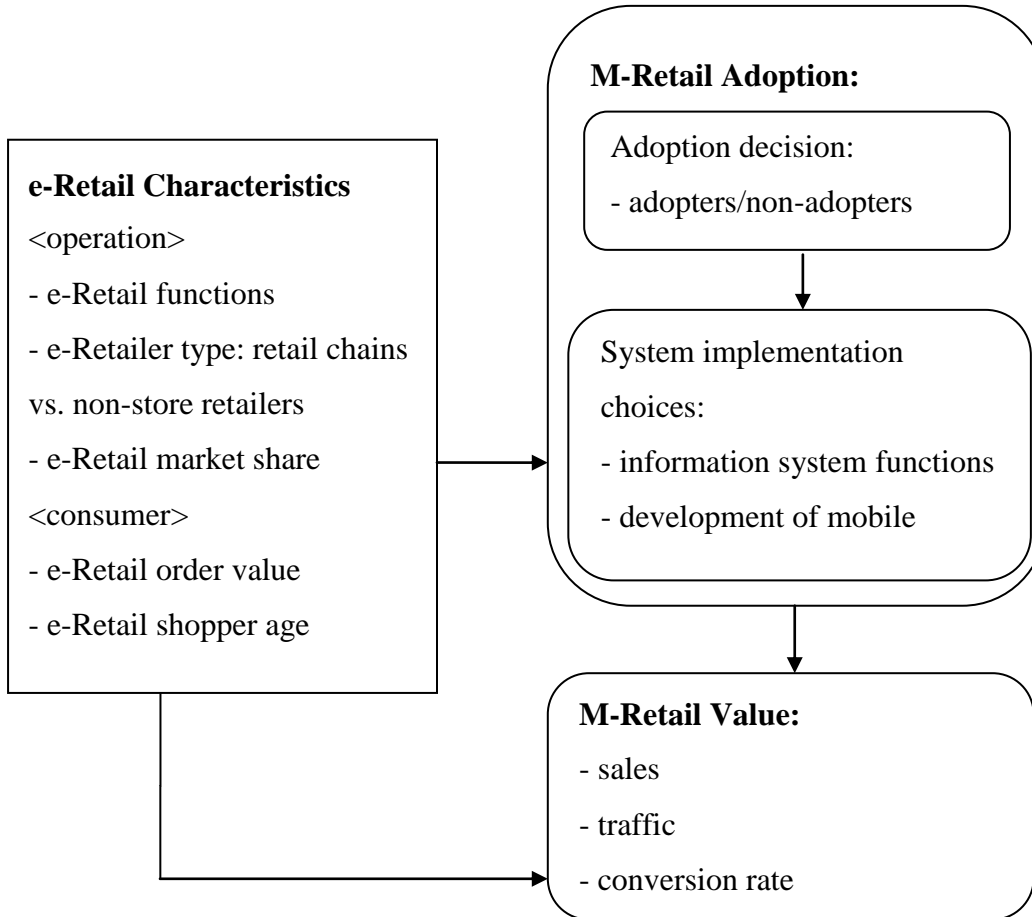 M-Retail Adoption:
Adoption decision:
- adopters/non-adopters
e-Retail Characteristics
<operation>
- e-Retail functions
- e-Retailer type: retail chains
vs. non-store retailers
- e-Retail market share
<consumer>
- e-Retail order value
- e-Retail shopper age
System implementation
choices:
- information system functions
- development of mobile
M-Retail Value:
- sales
- traffic
- conversion rate